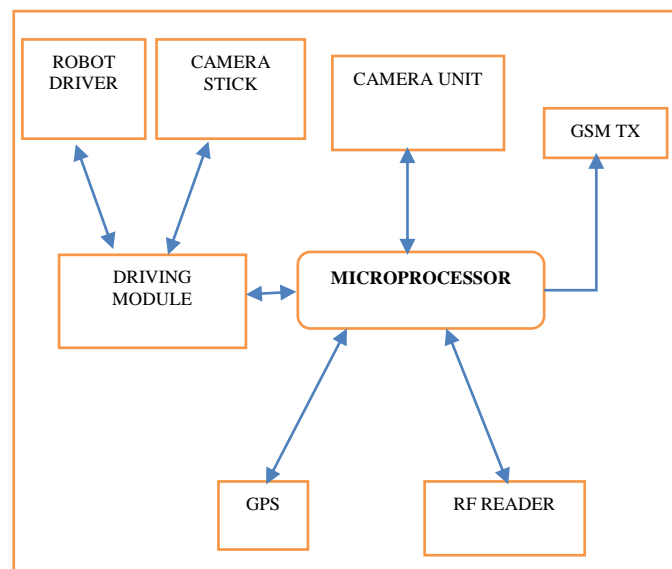 ROBOT
DRIVER
CAMERA
STICK
CAMERA UNIT
GSM TX
DRIVING
MODULE
MICROPROCESSOR
GPS
RF READER